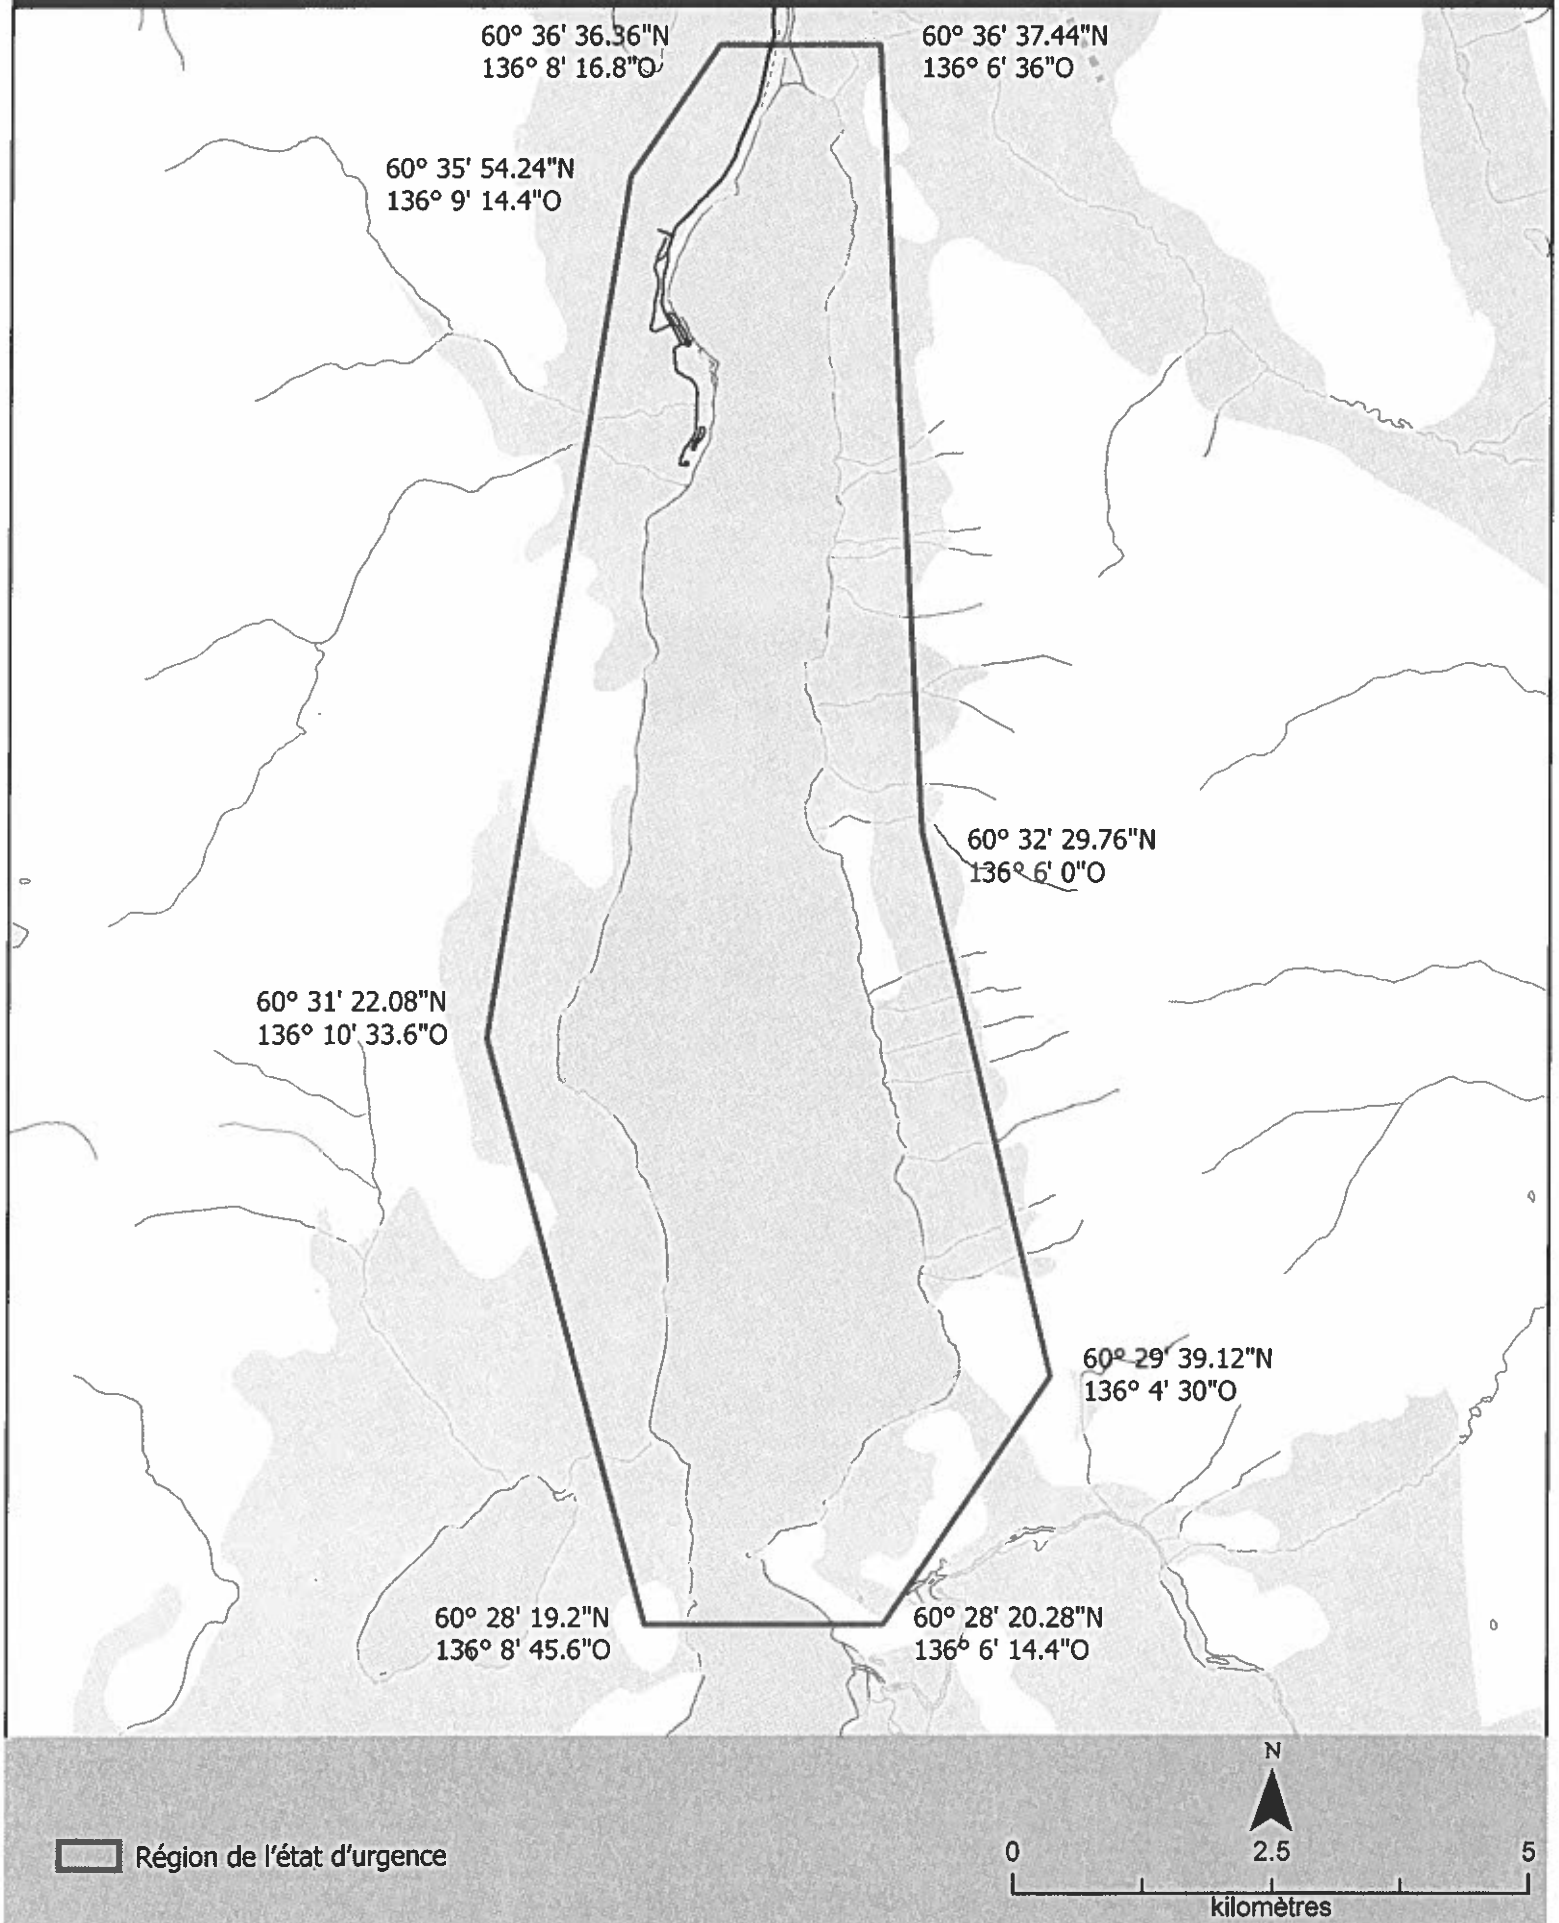 60° 36' 36.36"N
136° 8' 16.8"O
60° 36' 37.44"N
136° 6' 36"O
60° 35' 54.24"N
136° 9' 14.4"O
60° 32' 29.76"N
136° 6' 0"O
60° 31' 22.08"N
136° 10' 33.6"O
60° 29' 39.12"N
136° 4' 30"O
60° 28' 19.2"N
136° 8' 45.6"O
60° 28' 20.28"N
136° 6' 14.4"O
N
Région de l'état d'urgence
0 2.5 5
kilomètres